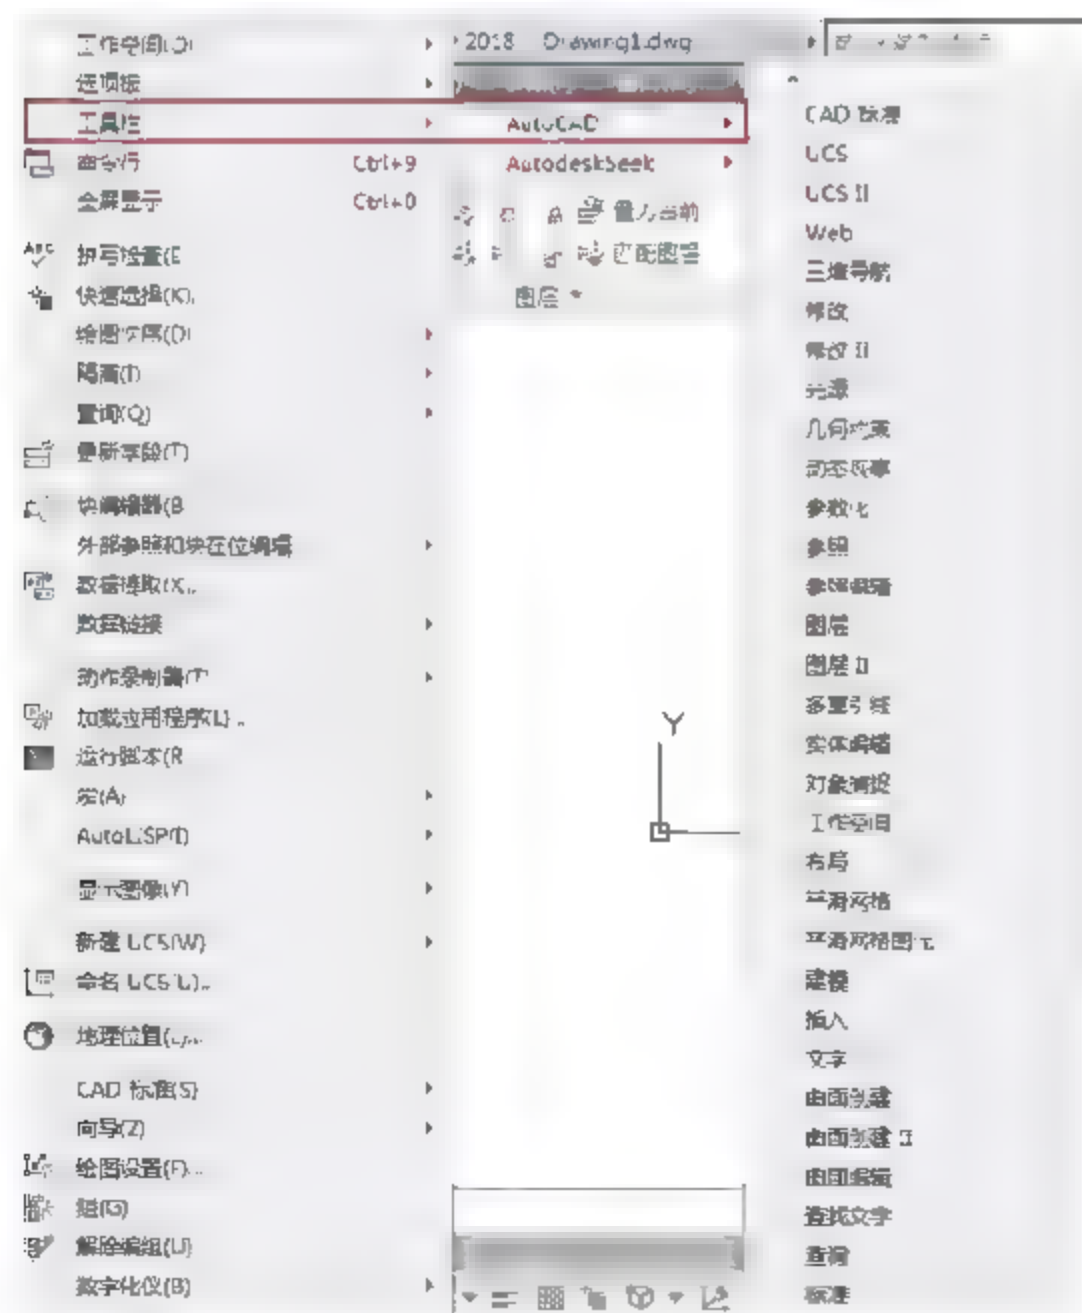 工作空间(O)
选项板
工具栏
命令行 Ctrl+9
全屏显示 Ctrl+0
拼写检查(E
快速选择(K)..
绘图次序(D)
隔离(I)
查询(Q)
更新字段(T)
块编辑器(B
外部参照和块在位编辑
数据提取(X)..
数据链接
动作录制器(T
加载应用程序(L)..
运行脚本(R
宏(A)
AutoLISP(I)
显示图像(Y)
新建 UCS(W)
命名 UCS(U)..
地理位置(L)...
CAD 标准(S)
向导(Z)
绘图设置(F)...
组(G)
解除编组(U)
数字化仪(B)
2018 Drawing1.dwg
AutoCAD
AutodeskSeek
置为当前
匹配图层
图层
Y
CAD 标准
UCS
UCS II
Web
三维导航
修改
修改 II
光源
几何约束
动态观察
参数化
参照
参照编辑
图层
图层 II
多重引线
实体编辑
对象捕捉
工作空间
布局
平滑网格
平滑网格图元
建模
插入
文字
曲面创建
曲面创建 II
曲面编辑
查找文字
查询
标准